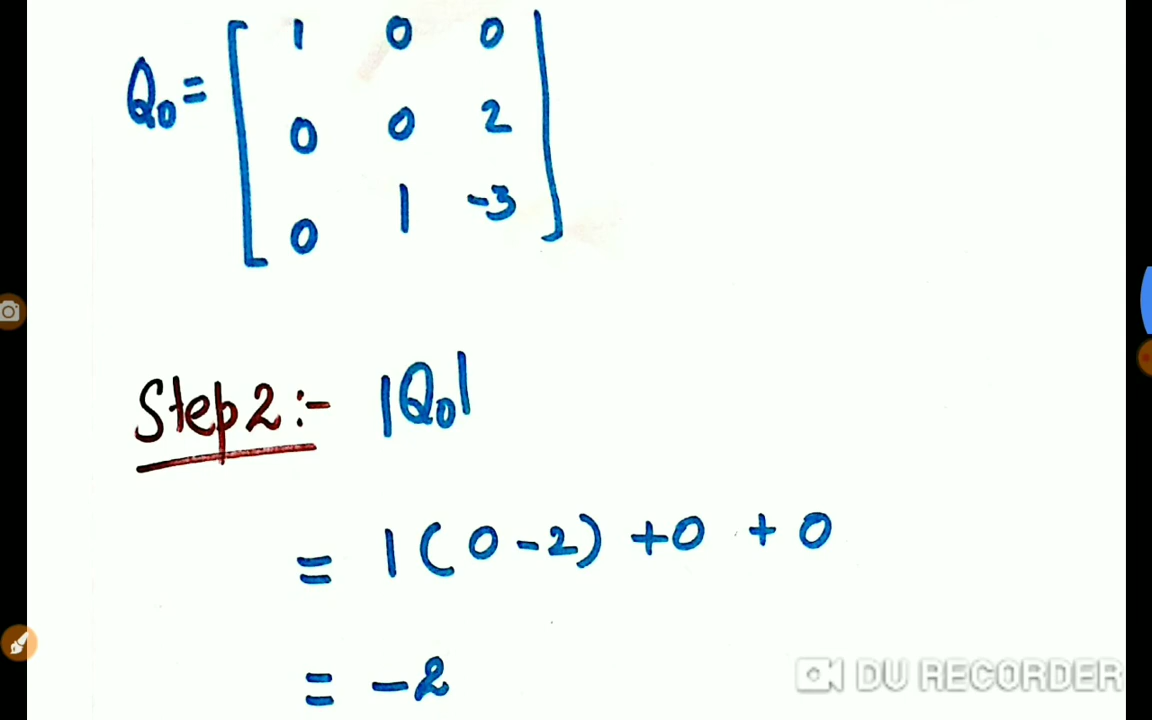 1 0 0
Q₀= 0 0 2
0 1 -3
Step 2:- |Q₀|
= 1(0-2) +0 + 0
= -2
DU RECORDER